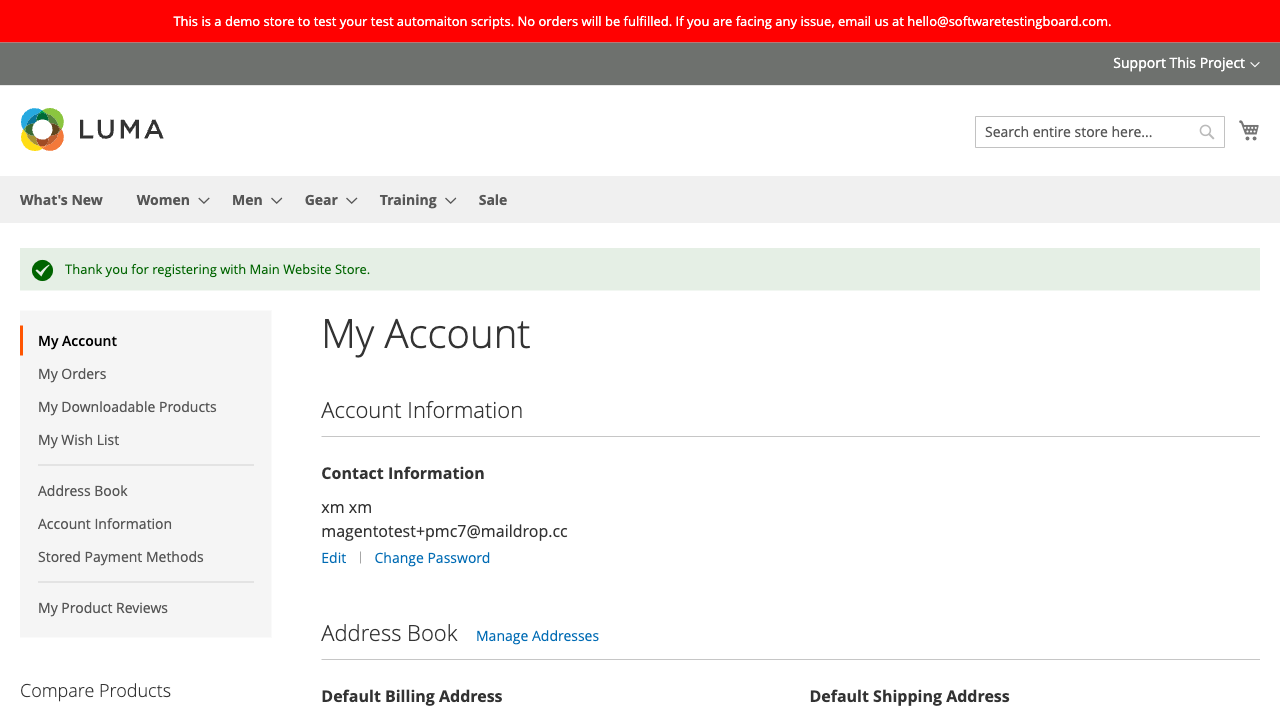 This is a demo store to test your test automaiton scripts. No orders will be fulfilled. If you are facing any issue, email us at hello@softwaretestingboard.com.
Support This Project
LUMA
Search entire store here...
What's New Women Men Gear Training Sale
Thank you for registering with Main Website Store.
My Account
My Orders
My Downloadable Products
My Wish List
Address Book
Account Information
Stored Payment Methods
My Product Reviews
Compare Products
My Account
Account Information
Contact Information
xm xm
magentotest+pmc7@maildrop.cc
Edit | Change Password
Address Book Manage Addresses
Default Billing Address
Default Shipping Address